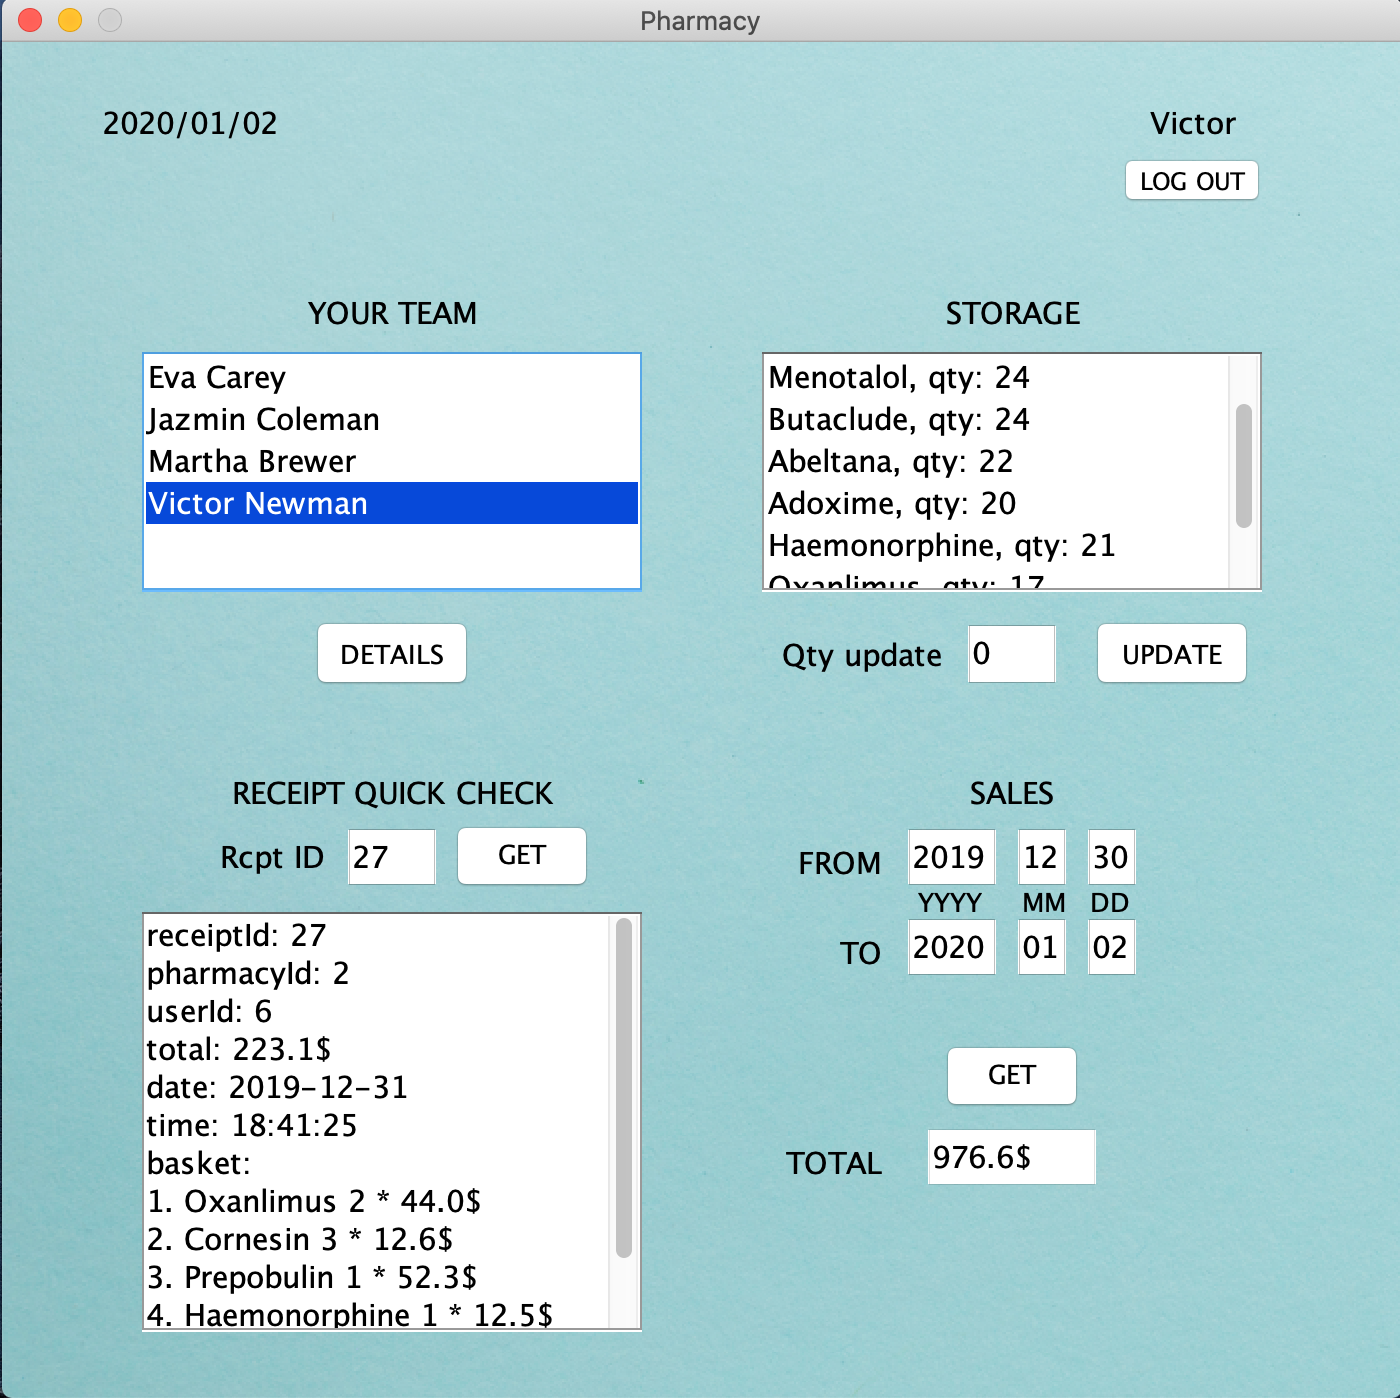 Pharmacy
2020/01/02
Victor
LOG OUT
YOUR TEAM
Eva Carey
Jazmin Coleman
Martha Brewer
Victor Newman
DETAILS
STORAGE
Menotalol, qty: 24
Butaclude, qty: 24
Abeltana, qty: 22
Adoxime, qty: 20
Haemonorphine, qty: 21
Oxanlimus, qty: 17
Qty update 0 UPDATE
RECEIPT QUICK CHECK
Rcpt ID 27 GET
receiptId: 27
pharmacyId: 2
userId: 6
total: 223.1$
date: 2019-12-31
time: 18:41:25
basket:
1. Oxanlimus 2 * 44.0$
2. Cornesin 3 * 12.6$
3. Prepobulin 1 * 52.3$
4. Haemonorphine 1 * 12.5$
SALES
FROM 2019 12 30
YYYY MM DD
TO 2020 01 02
GET
TOTAL 976.6$